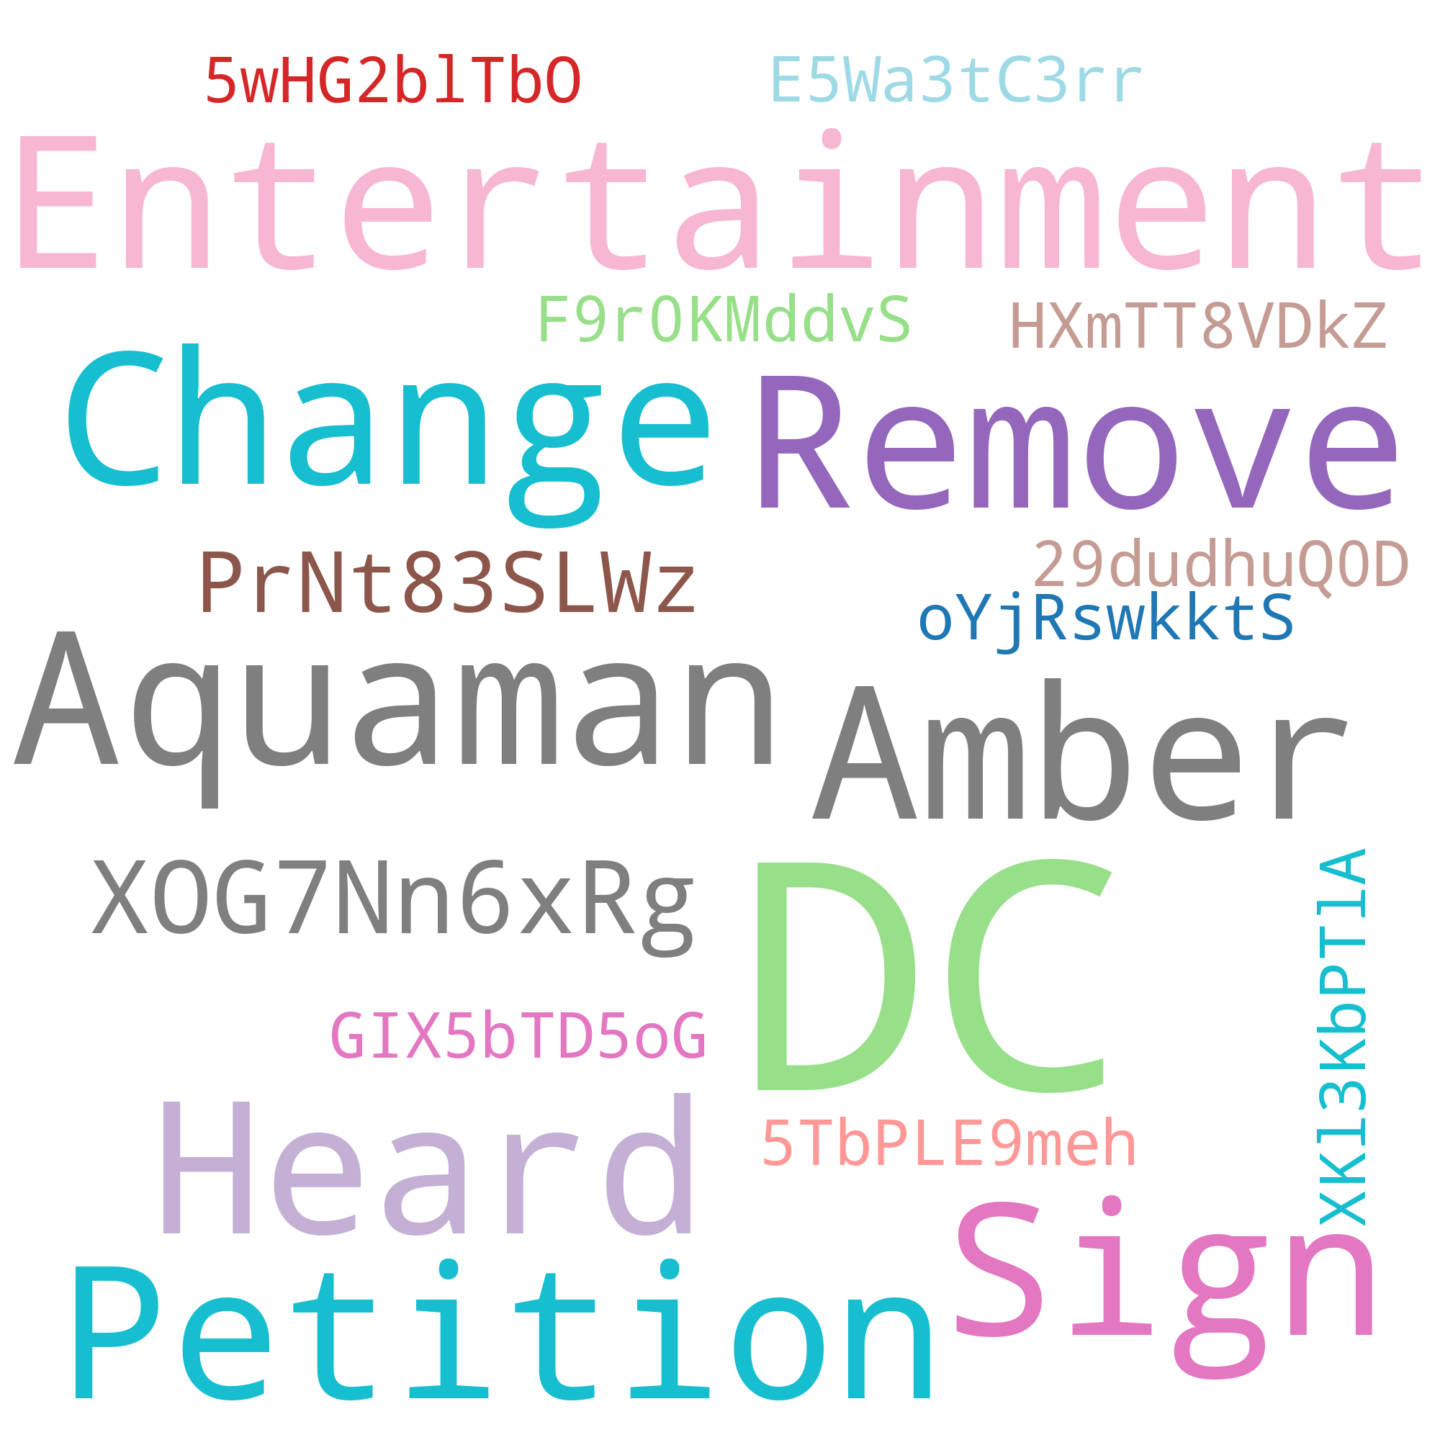 5wHG2blTbO E5Wa3tC3rr
Entertainment
F9r0KMddvS HXmTT8VDkZ
Change Remove
PrNt83SLWz 29dudhuQ0D
oYjRswkktS
Aquaman Amber
XOG7Nn6xRg DC XKl3KbPTlA
GIX5bTD5oG
Heard 5TbPLE9meh
Petition Sign